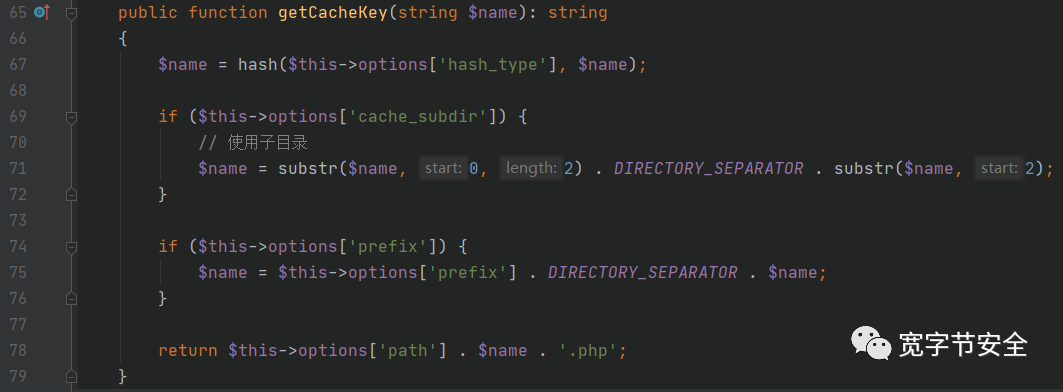 65 public function getCacheKey(string $name): string
66 {
67 $name = hash($this->options['hash_type'], $name);
68
69 if ($this->options['cache_subdir']) {
70 // 使用子目录
71 $name = substr($name, start: 0, length: 2) . DIRECTORY_SEPARATOR . substr($name, start: 2);
72 }
73
74 if ($this->options['prefix']) {
75 $name = $this->options['prefix'] . DIRECTORY_SEPARATOR . $name;
76 }
77
78 return $this->options['path'] . $name . '.php';
79 }
宽字节安全